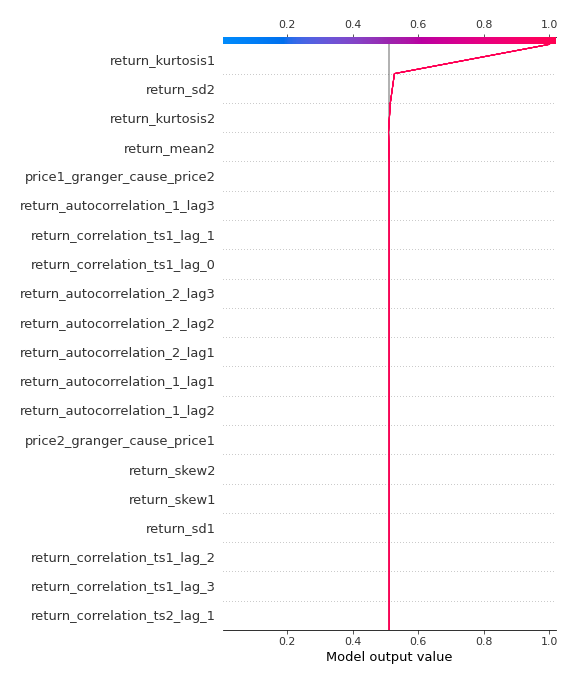 0.2 0.4 0.6 0.8 1.0
return_kurtosis1
return_sd2
return_kurtosis2
return_mean2
price1_granger_cause_price2
return_autocorrelation_1_lag3
return_correlation_ts1_lag_1
return_correlation_ts1_lag_0
return_autocorrelation_2_lag3
return_autocorrelation_2_lag2
return_autocorrelation_2_lag1
return_autocorrelation_1_lag1
return_autocorrelation_1_lag2
price2_granger_cause_price1
return_skew2
return_skew1
return_sd1
return_correlation_ts1_lag_2
return_correlation_ts1_lag_3
return_correlation_ts2_lag_1
0.2 0.4 0.6 0.8 1.0
Model output value